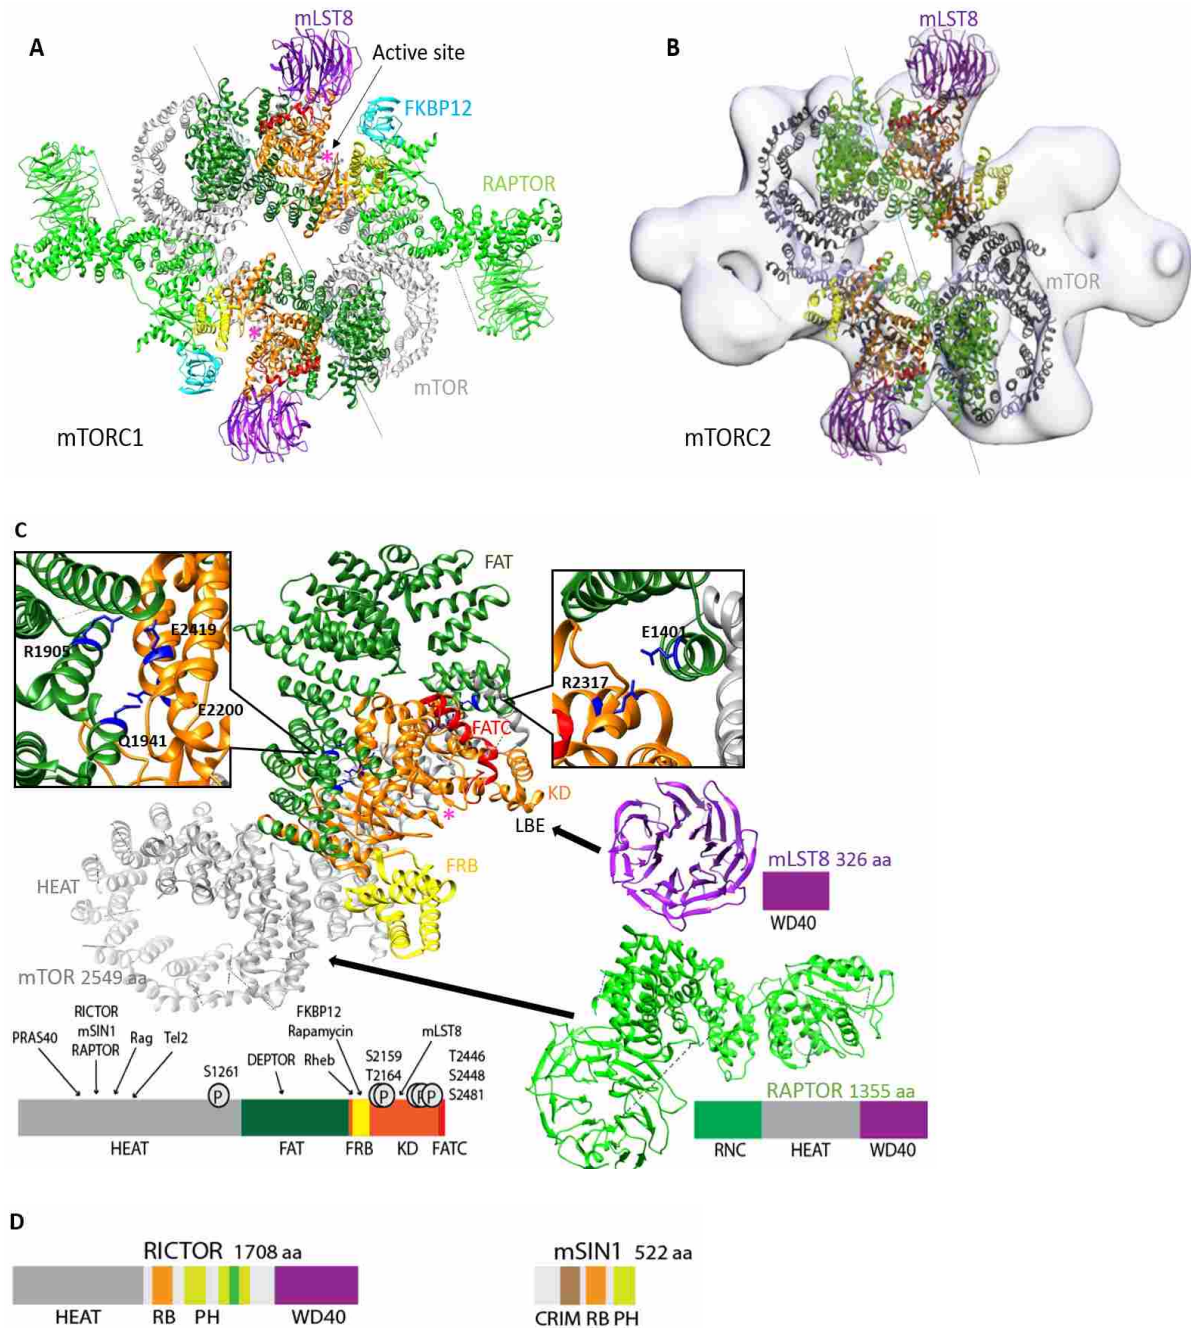 A
mLST8
Active site
FKBP12
RAPTOR
*
*
mTOR
mTORC1
B
mLST8
mTOR
mTORC2
C
FAT
R1905
E2419
E2200
Q1941
E1401
R2317
FATC
KD
*
LBE
FRB
HEAT
mTOR 2549 aa
mLST8 326 aa
WD40
PRAS40
RICTOR
mSIN1
RAPTOR
Rag
Tel2
S1261
P
DEPTOR
Rheb
FKBP12
Rapamycin
S2159
T2164
P
mLST8
T2446
S2448
S2481
P
P
HEAT FAT FRB KD FATC
RAPTOR 1355 aa
RNC HEAT WD40
D
RICTOR 1708 aa
HEAT RB PH WD40
mSIN1 522 aa
CRIM RB PH